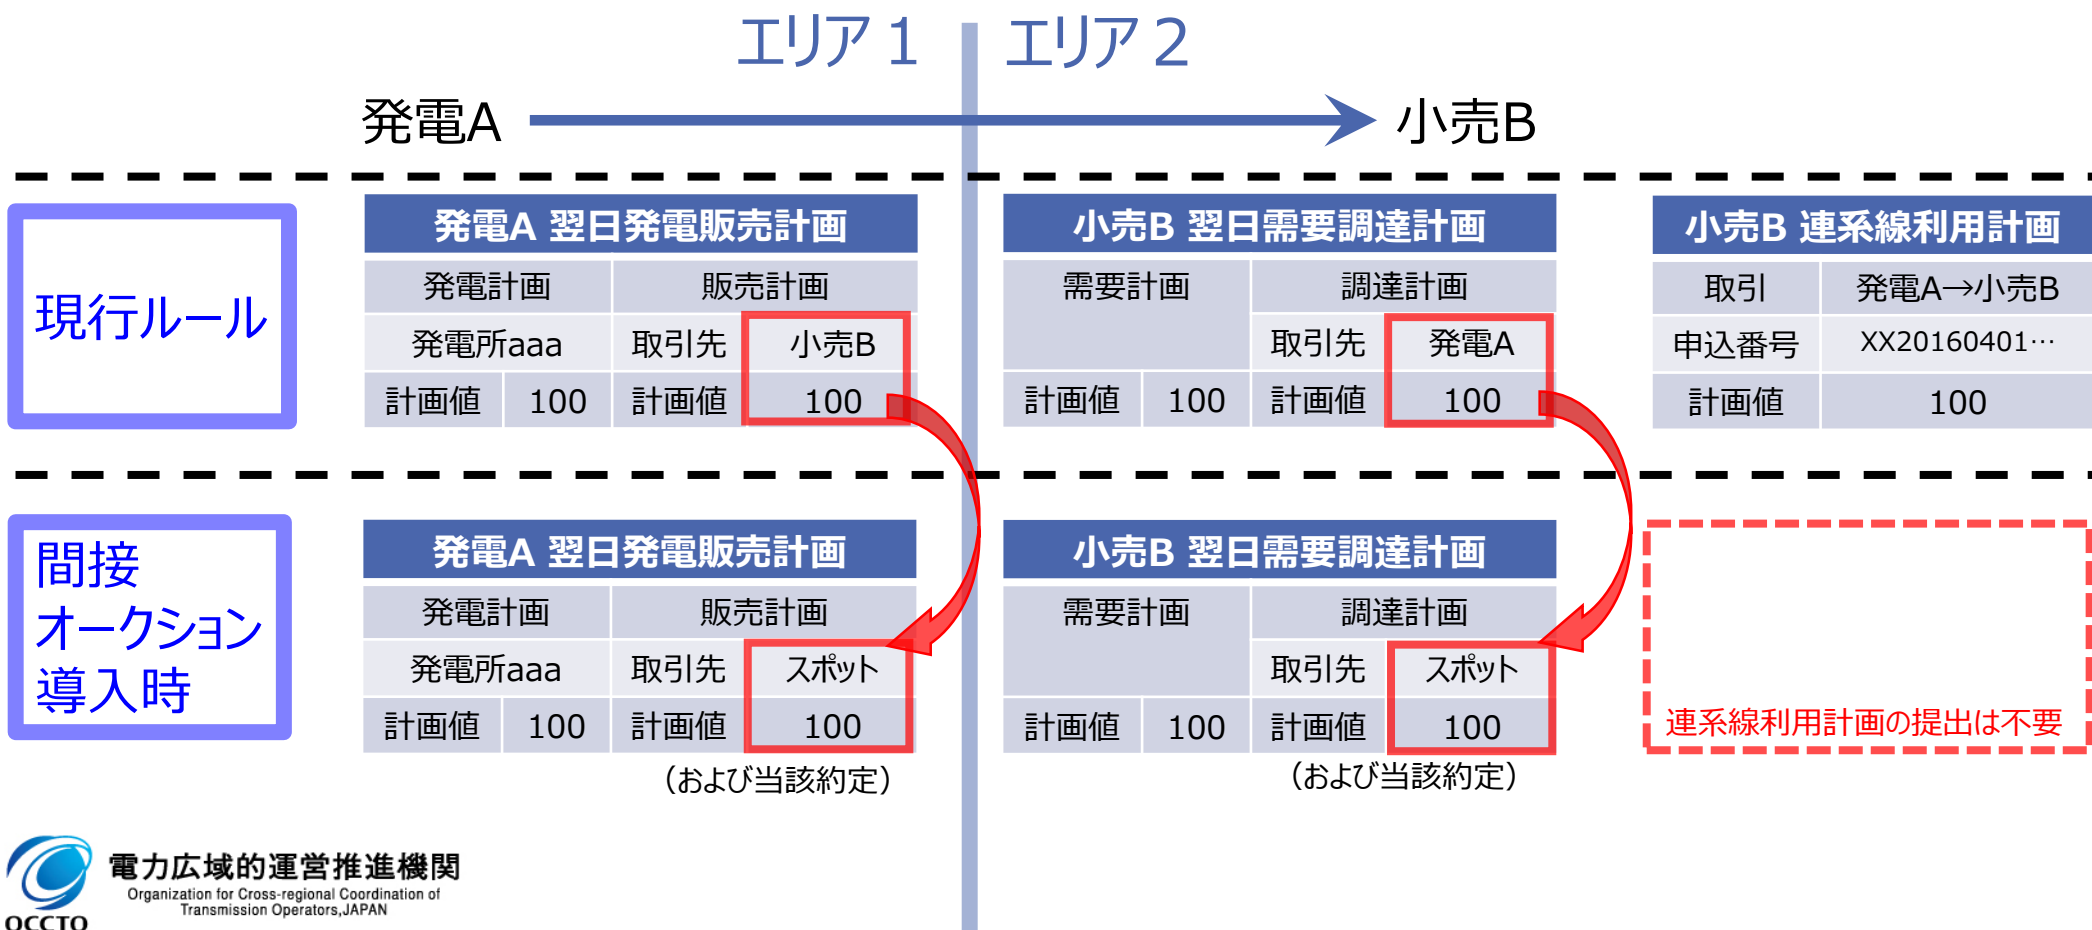 エリア1 エリア2
発電A 小売B
現行ルール
発電A 翌日発電販売計画
発電計画 販売計画
発電所aaa 取引先 小売B
計画値 100 計画値 100
小売B 翌日需要調達計画
需要計画 調達計画
取引先 発電A
計画値 100 計画値 100
小売B 連系線利用計画
取引 発電A→小売B
申込番号 XX20160401…
計画値 100
間接
オークション
導入時
発電A 翌日発電販売計画
発電計画 販売計画
発電所aaa 取引先 スポット
計画値 100 計画値 100
(および当該約定)
小売B 翌日需要調達計画
需要計画 調達計画
取引先 スポット
計画値 100 計画値 100
(および当該約定)
連系線利用計画の提出は不要
電力広域的運営推進機関
Organization for Cross-regional Coordination of
Transmission Operators,JAPAN
OCCTO